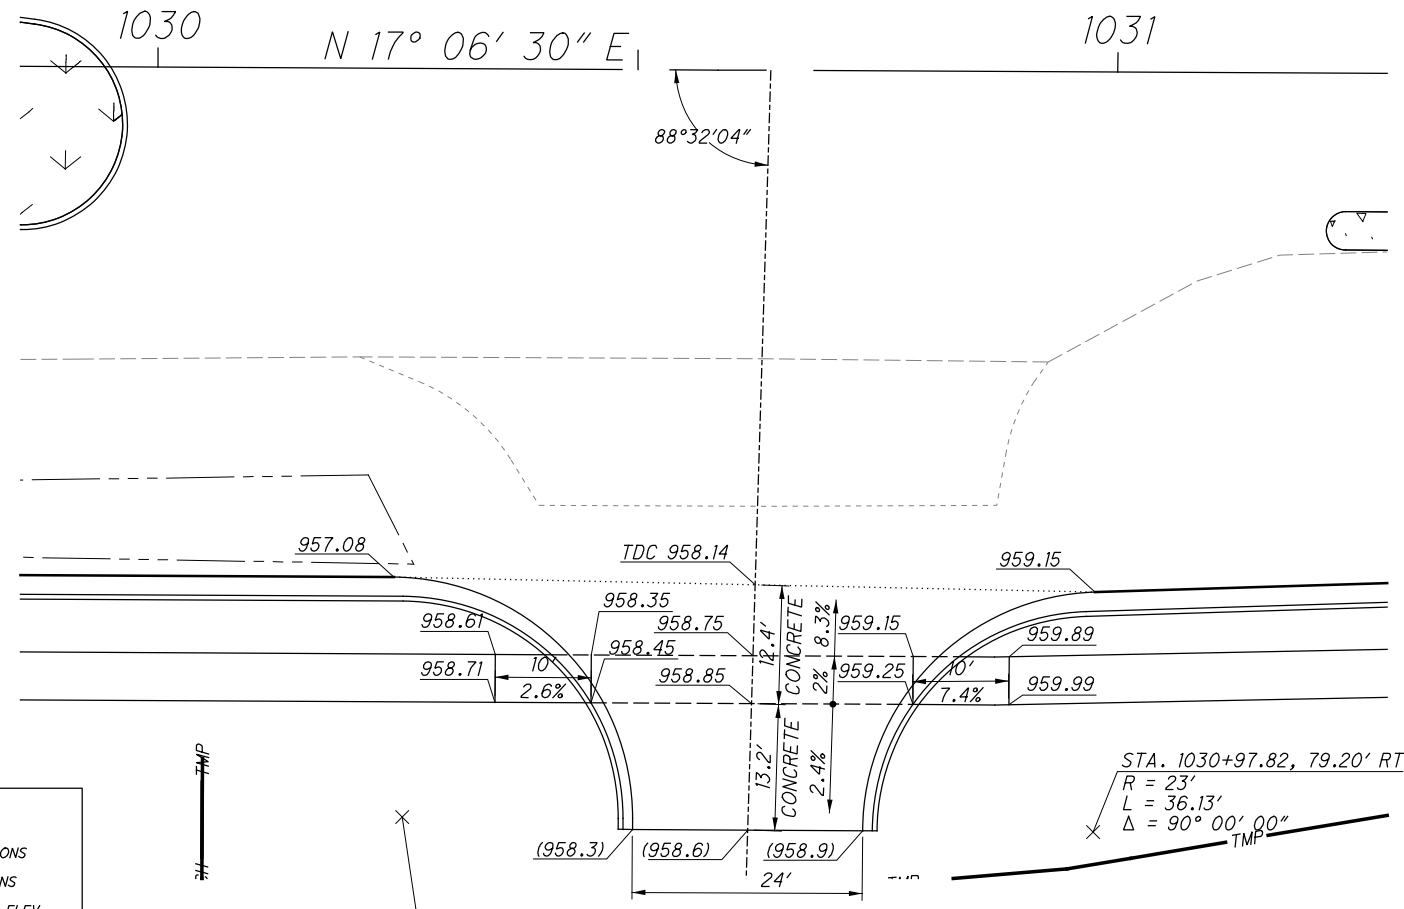 1030
N 17° 06' 30" E
1031
88°32'04"
957.08
TDC 958.14
959.15
958.35
958.61
958.75
959.15
959.89
12.4'
CONCRETE
8.3%
958.45
10'
958.71
2.6%
958.85
2%
959.25
10'
7.4%
959.99
TMP
13.2'
CONCRETE
2.4%
STA. 1030+97.82, 79.20' RT
R = 23'
L = 36.13'
Δ = 90° 00' 00"
TMP
(958.3)
(958.6)
(958.9)
24'
ONS
NS
ELEV